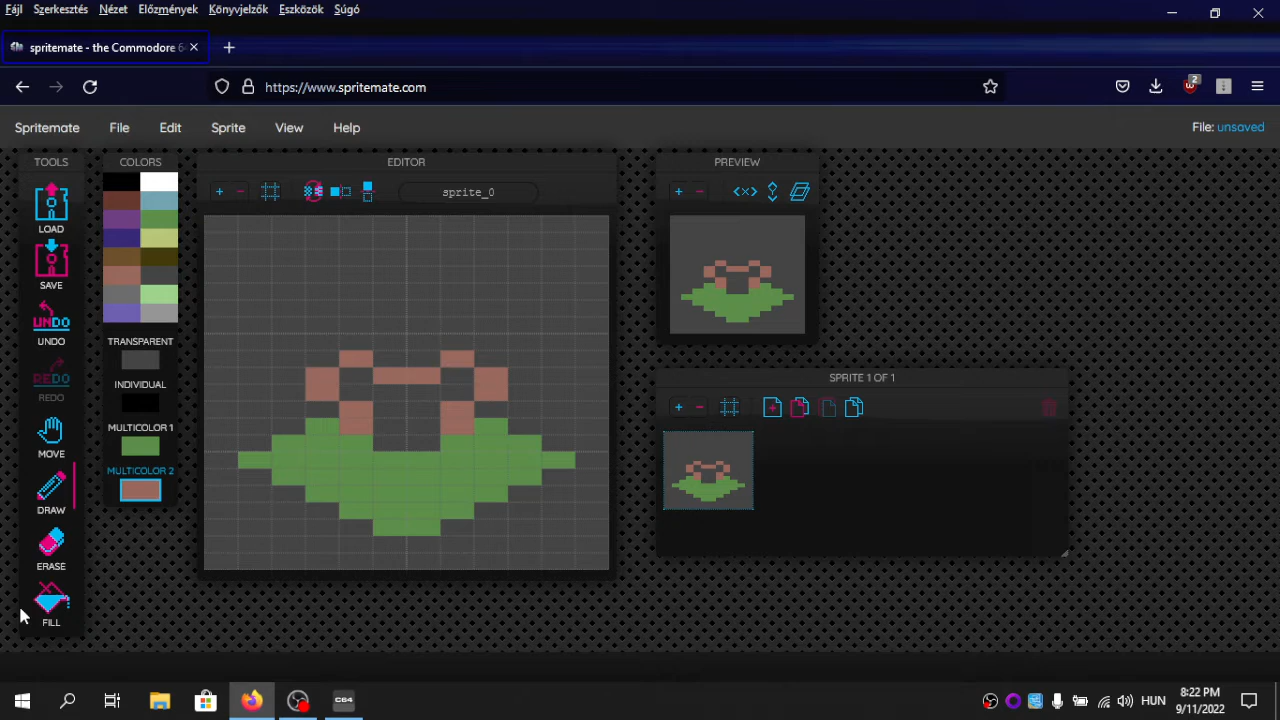 Fájl Szerkesztés Nézet Előzmények Könyvjelzők Eszközök Súgó
spritemate - the Commodore 6
https://www.spritemate.com
2
Spritemate File Edit Sprite View Help File: unsaved
TOOLS COLORS EDITOR PREVIEW
sprite_0
LOAD
SAVE
UNDO
UNDO
TRANSPARENT
REDO
REDO
INDIVIDUAL
SPRITE 1 OF 1
MULTICOLOR 1
MOVE
MULTICOLOR 2
DRAW
ERASE
FILL
C64
HUN
8:22 PM
9/11/2022